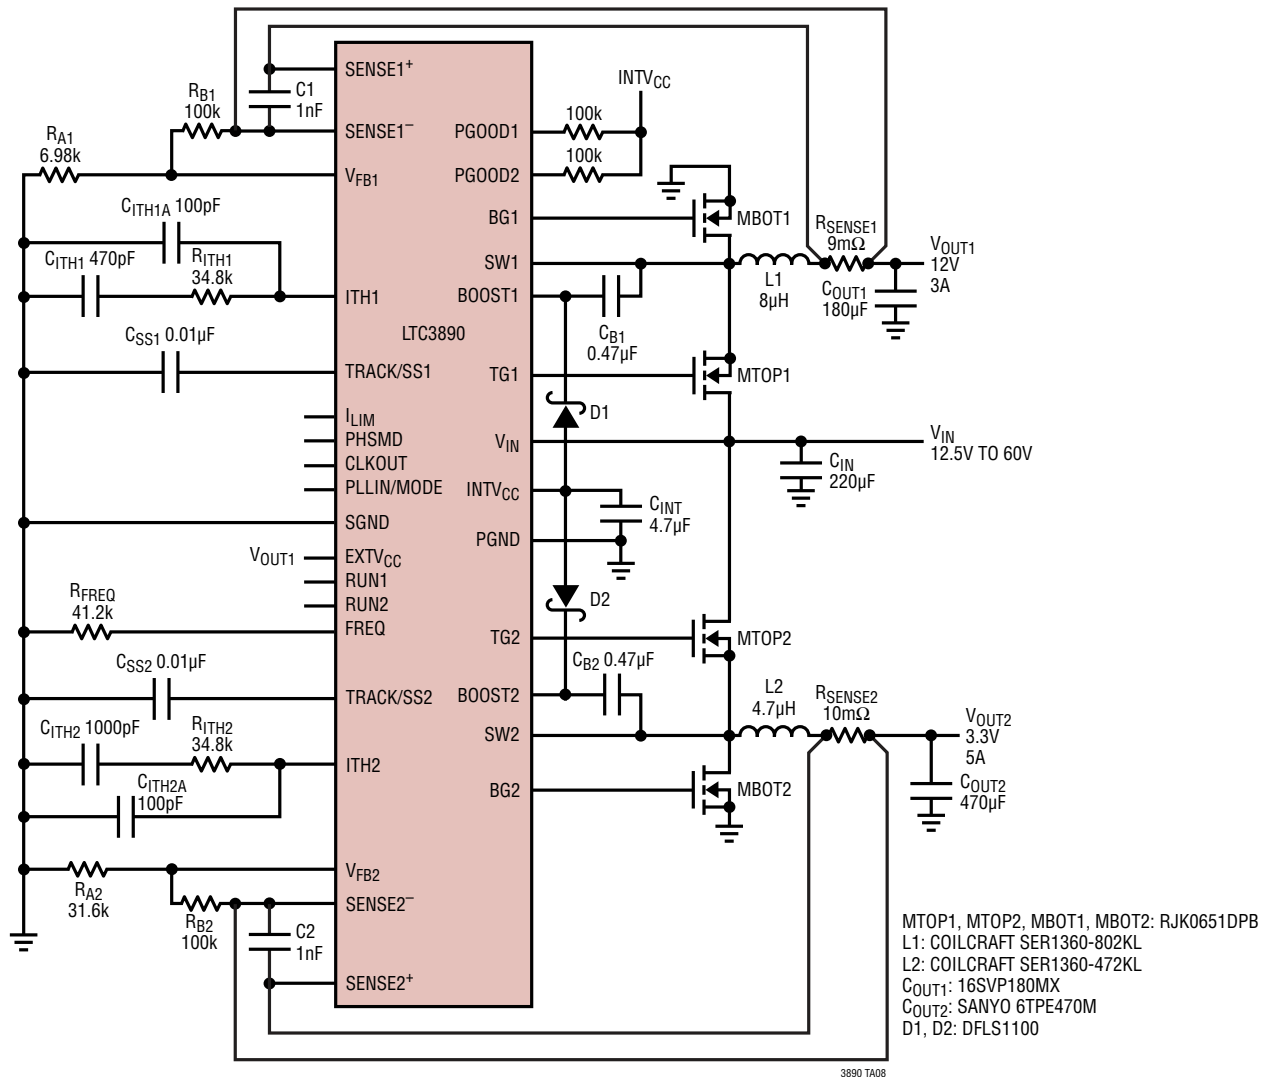 SENSE1+
RB1
100k
C1
1nF
SENSE1–
RA1
6.98k
VFB1
CITH1A 100pF
CITH1 470pF
RITH1
34.8k
ITH1
CSS1 0.01µF
TRACK/SS1
ILIM
PHSMD
CLKOUT
PLLIN/MODE
SGND
VOUT1
EXTVCC
RUN1
RUN2
RFREQ
41.2k
FREQ
CSS2 0.01µF
TRACK/SS2
CITH2 1000pF
RITH2
34.8k
ITH2
CITH2A
100pF
VFB2
RA2
31.6k
RB2
100k
SENSE2–
C2
1nF
SENSE2+
LTC3890
INTVCC
PGOOD1
100k
PGOOD2
100k
BG1
MBOT1
SW1
L1
8µH
RSENSE1
9mΩ
VOUT1
12V
3A
COUT1
180µF
BOOST1
CB1
0.47µF
TG1
MTOP1
D1
VIN
VIN
12.5V TO 60V
CIN
220µF
INTVCC
CINT
4.7µF
PGND
D2
TG2
MTOP2
CB2 0.47µF
BOOST2
SW2
L2
4.7µH
RSENSE2
10mΩ
VOUT2
3.3V
5A
COUT2
470µF
BG2
MBOT2
MTOP1, MTOP2, MBOT1, MBOT2: RJK0651DPB
L1: COILCRAFT SER1360-802KL
L2: COILCRAFT SER1360-472KL
COUT1: 16SVP180MX
COUT2: SANYO 6TPE470M
D1, D2: DFLS1100
3890 TA08